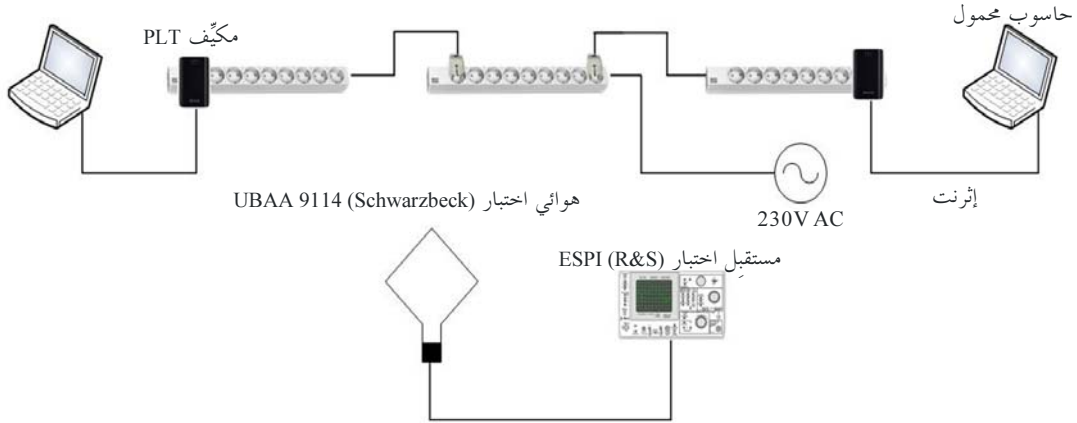 حاسوب محمول
مكيِّف PLT
إثرنت
230V AC
هوائي اختبار UBAA 9114 (Schwarzbeck)
مستقبِل اختبار ESPI (R&S)